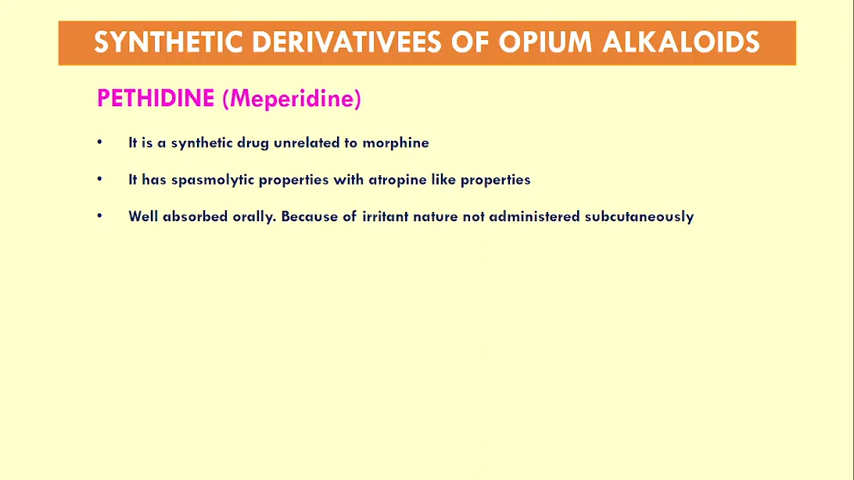 SYNTHETIC DERIVATIVEES OF OPIUM ALKALOIDS
PETHIDINE (Meperidine)
• It is a synthetic drug unrelated to morphine
• It has spasmolytic properties with atropine like properties
• Well absorbed orally. Because of irritant nature not administered subcutaneously